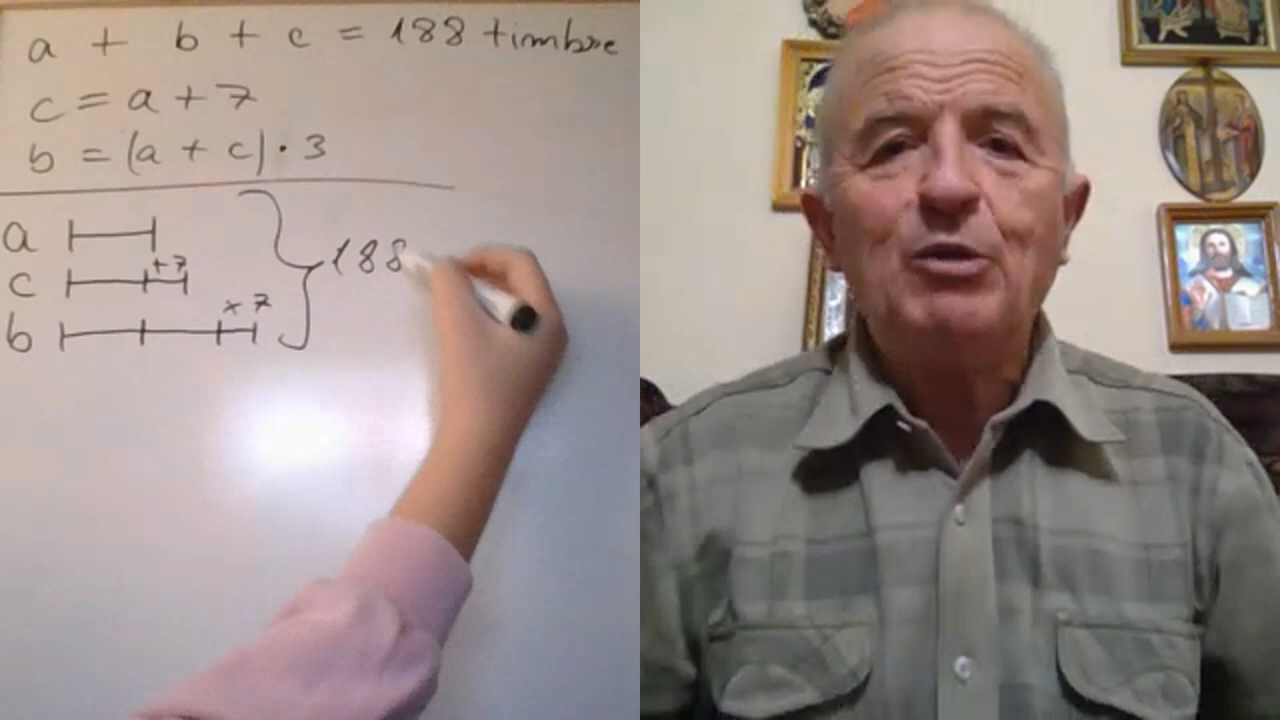 a + b + c = 188 timbre
c = a + 7
b = (a + c) · 3
a
+7
c
188
x 7
b